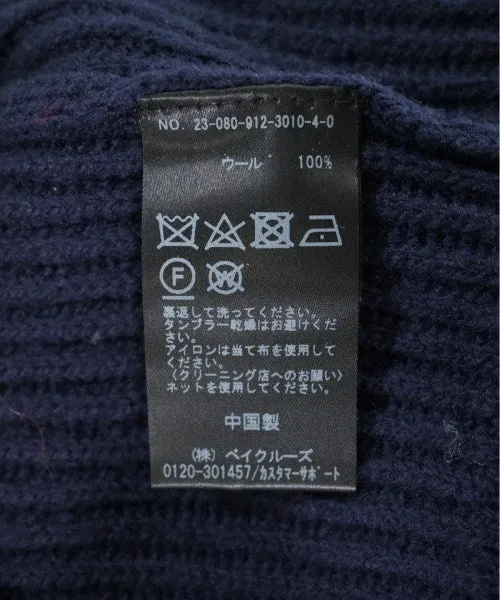 NO. 23-080-912-3010-4-0
ウール 100%
F
W
裏返して洗ってください。
タンブラー乾燥はお避けください。
アイロンは当て布を使用して
ください。
〈クリーニング店へのお願い〉
ネットを使用してください。
中国製
(株) ベイクルーズ
0120-301457/カスタマーサポート